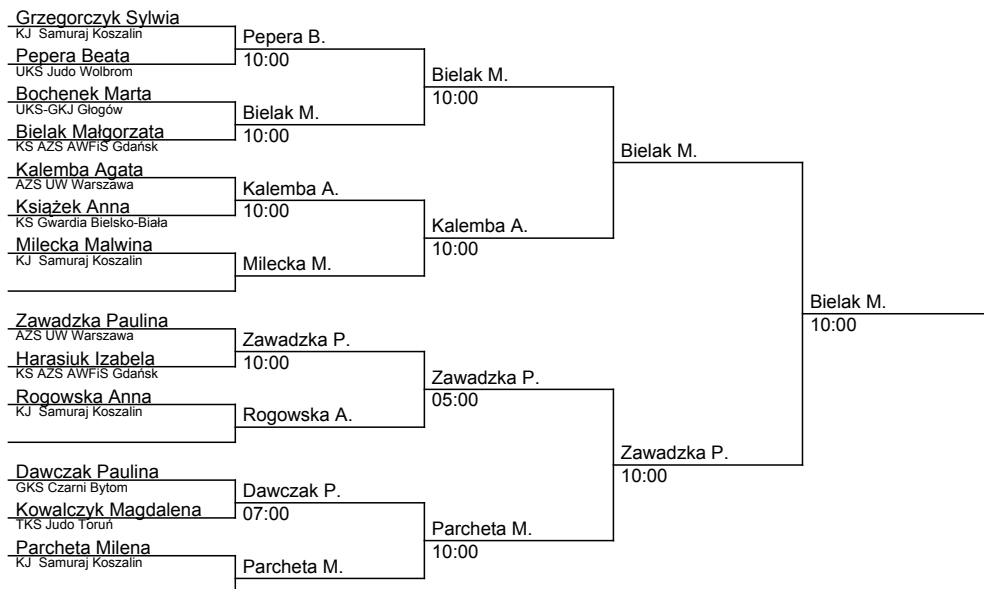 Grzegorczyk Sylwia
KJ Samuraj Koszalin
Pepera Beata
UKS Judo Wolbrom
Bochenek Marta
UKS-GKJ Głogów
Bielak Małgorzata
KS AZS AWFiS Gdańsk
Kalemba Agata
AZS UW Warszawa
Książek Anna
KS Gwardia Bielsko-Biała
Milecka Malwina
KJ Samuraj Koszalin
Zawadzka Paulina
AZS UW Warszawa
Harasiuk Izabela
KS AZS AWFiS Gdańsk
Rogowska Anna
KJ Samuraj Koszalin
Dawczak Paulina
GKS Czarni Bytom
Kowalczyk Magdalena
TKS Judo Toruń
Parcheta Milena
KJ Samuraj Koszalin
Pepera B.
10:00
Bielak M.
10:00
Kalemba A.
10:00
Milecka M.
Zawadzka P.
10:00
Rogowska A.
Dawczak P.
07:00
Parcheta M.
Bielak M.
10:00
Kalemba A.
10:00
Zawadzka P.
05:00
Parcheta M.
10:00
Bielak M.
Zawadzka P.
10:00
Bielak M.
10:00